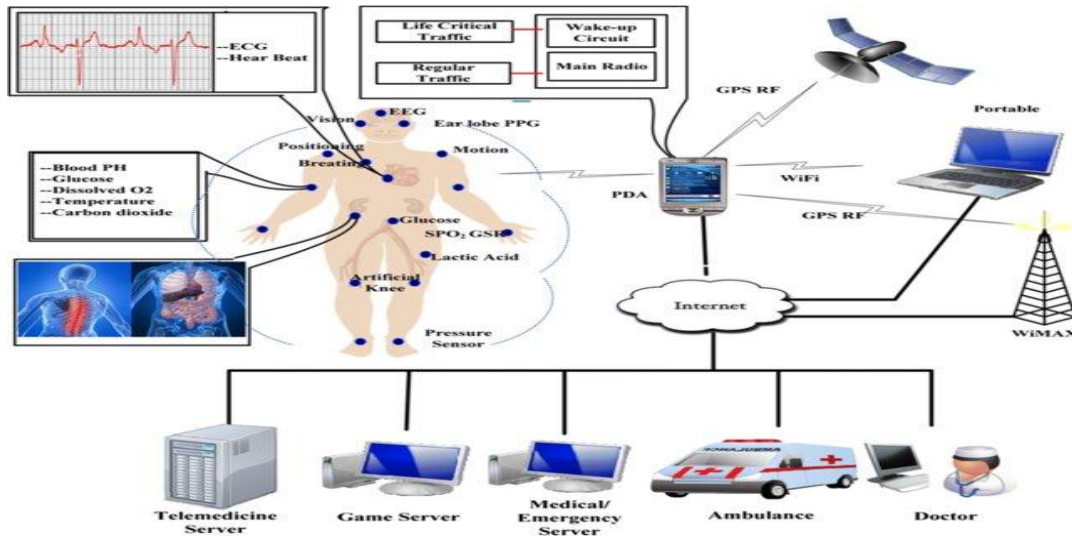 --ECG
--Hear Beat
Life Critical
Traffic
Wake-up
Circuit
Regular
Traffic
Main Radio
GPS RF
Portable
EEG
Vision
Ear lobe PPG
Positioning
Breating
Motion
--Blood PH
--Glucose
--Dissolved O2
--Temperature
--Carbon dioxide
PDA
WiFi
GPS RF
Glucose
SPO₂ GSR
Lactic Acid
Artificial
Knee
Internet
WiMAX
Pressure
Sensor
Telemedicine
Server
Game Server
Medical/
Emergency
Server
Ambulance
Doctor